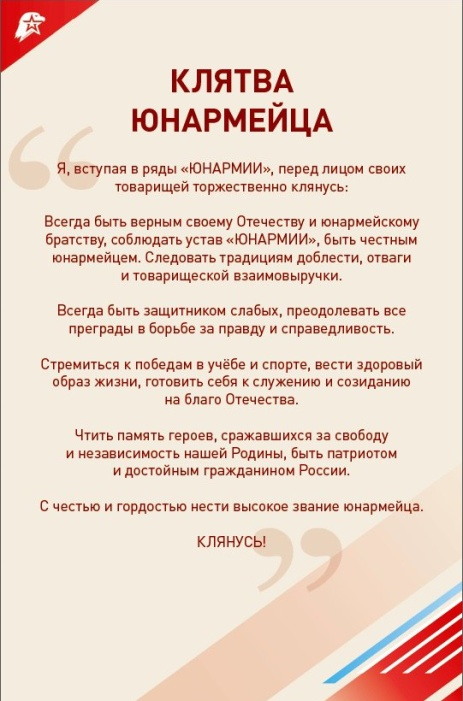 КЛЯТВА
ЮНАРМЕЙЦА
Я, вступая в ряды «ЮНАРМИИ», перед лицом своих
товарищей торжественно клянусь:
Всегда быть верным своему Отечеству и юнармейскому
братству, соблюдать устав «ЮНАРМИИ», быть честным
юнармейцем. Следовать традициям доблести, отваги
и товарищеской взаимовыручки.
Всегда быть защитником слабых, преодолевать все
преграды в борьбе за правду и справедливость.
Стремиться к победам в учёбе и спорте, вести здоровый
образ жизни, готовить себя к служению и созиданию
на благо Отечества.
Чтить память героев, сражавшихся за свободу
и независимость нашей Родины, быть патриотом
и достойным гражданином России.
С честью и гордостью нести высокое звание юнармейца.
КЛЯНУСЬ!